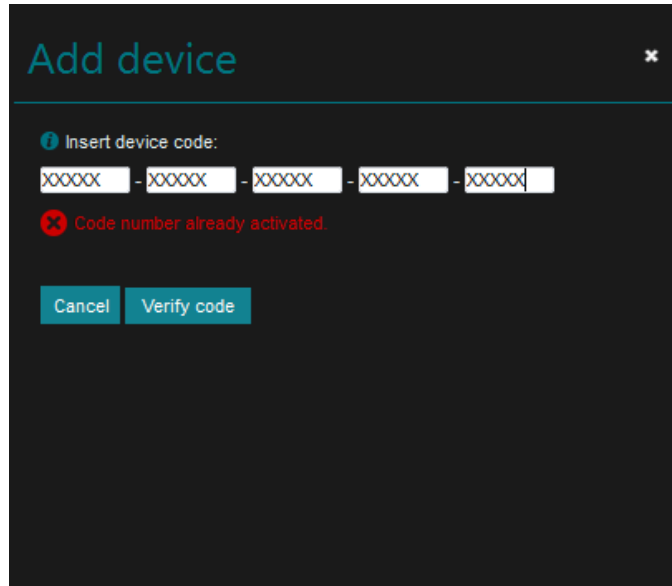 Add device
Insert device code:
XXXXX - XXXXX - XXXXX - XXXXX - XXXXX
Code number already activated.
Cancel Verify code